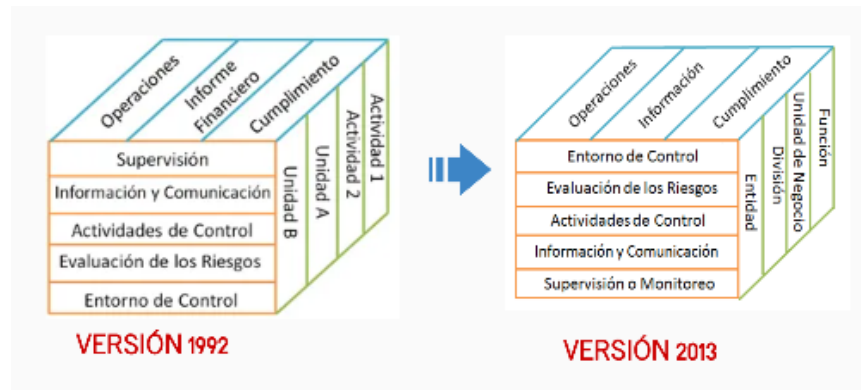 Operaciones
Informe
Financiero
Cumplimiento
Supervisión
Información y Comunicación
Actividades de Control
Evaluación de los Riesgos
Entorno de Control
Unidad B
Unidad A
Actividad 2
Actividad 1
VERSIÓN 1992
Operaciones
Información
Cumplimiento
Entorno de Control
Evaluación de los Riesgos
Actividades de Control
Información y Comunicación
Supervisión o Monitoreo
Entidad
División
Unidad de Negocio
Función
VERSIÓN 2013